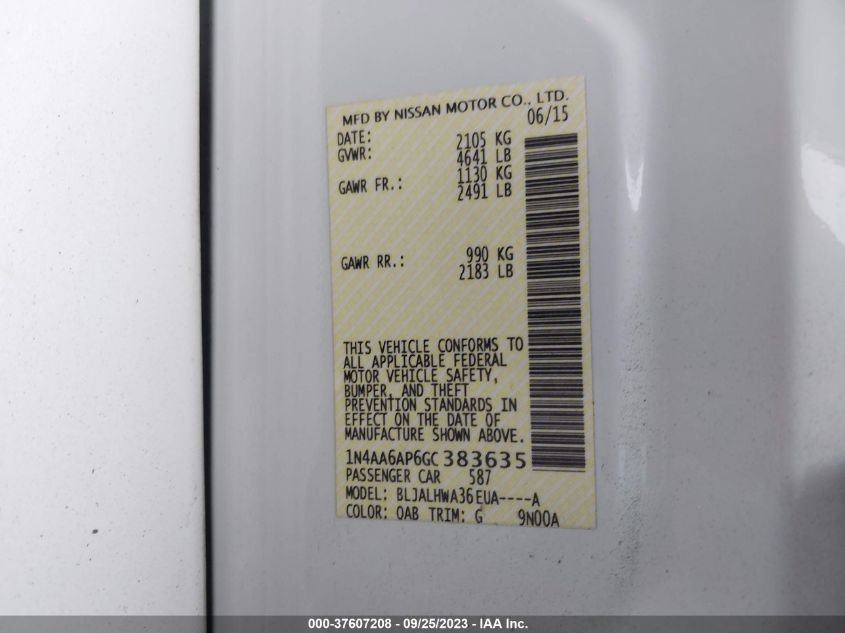 MFD BY NISSAN MOTOR CO., LTD.
DATE: 06/15
GVWR: 2105 KG
4641 LB
GAWR FR.: 1130 KG
2491 LB
GAWR RR.: 990 KG
2183 LB
THIS VEHICLE CONFORMS TO
ALL APPLICABLE FEDERAL
MOTOR VEHICLE SAFETY,
BUMPER, AND THEFT
PREVENTION STANDARDS IN
EFFECT ON THE DATE OF
MANUFACTURE SHOWN ABOVE.
1N4AA6AP6GC383635
PASSENGER CAR 587
MODEL: BLJALHWA36EUA----A
COLOR: QAB TRIM: G 9N00A
000-37607208 - 09/25/2023 - IAA Inc.